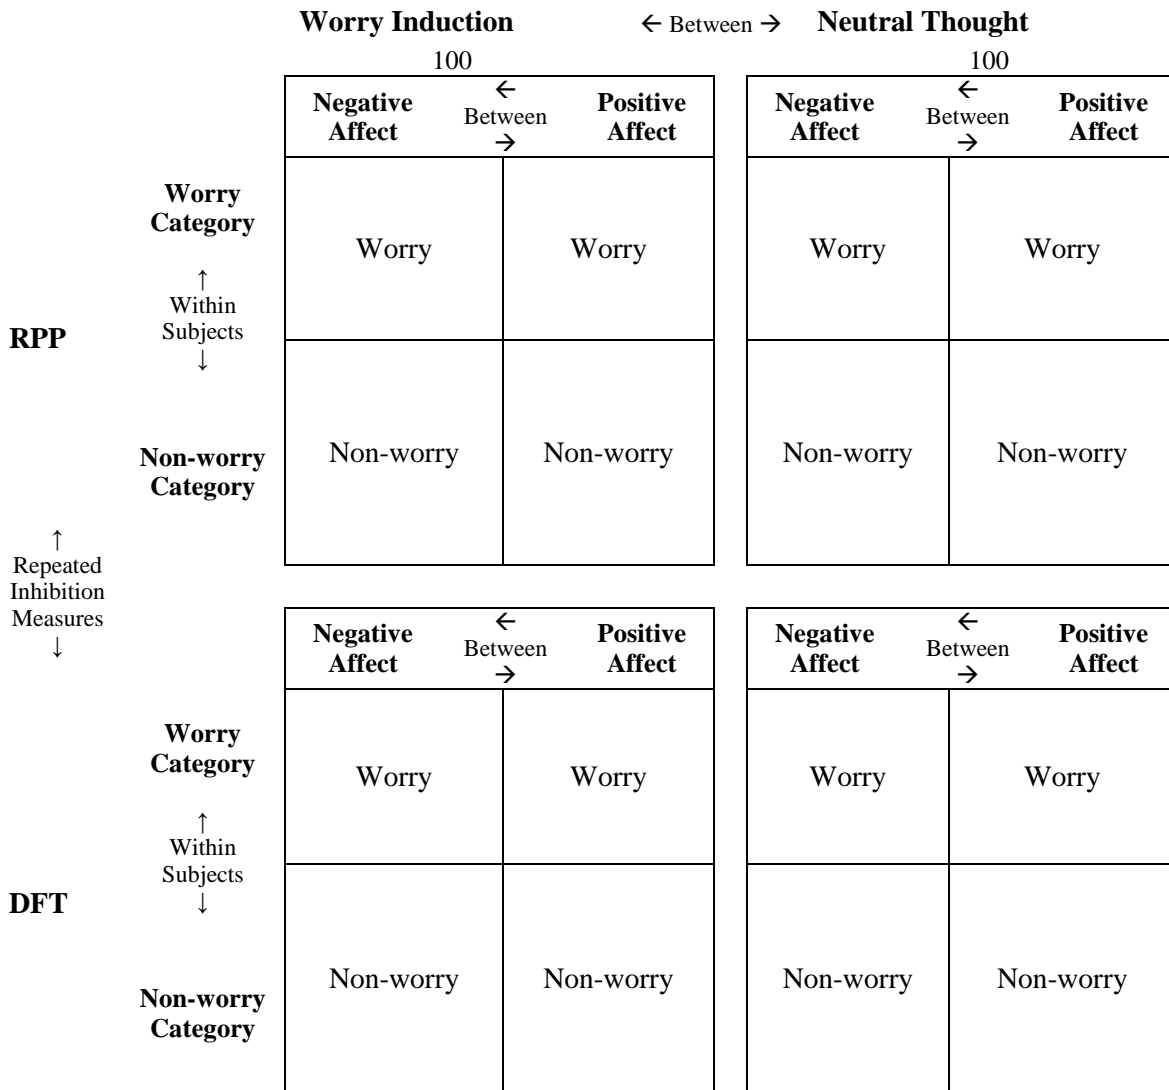 Worry Induction ← Between → Neutral Thought
100 100
Negative Affect ← Between → Positive Affect Negative Affect ← Between → Positive Affect
Worry
Category
Worry Worry Worry Worry
↑
Within
Subjects
↓
RPP
Non-worry
Category
Non-worry Non-worry Non-worry Non-worry
↑
Repeated
Inhibition
Measures
↓
Negative Affect ← Between → Positive Affect Negative Affect ← Between → Positive Affect
Worry
Category
Worry Worry Worry Worry
↑
Within
Subjects
↓
DFT
Non-worry
Category
Non-worry Non-worry Non-worry Non-worry